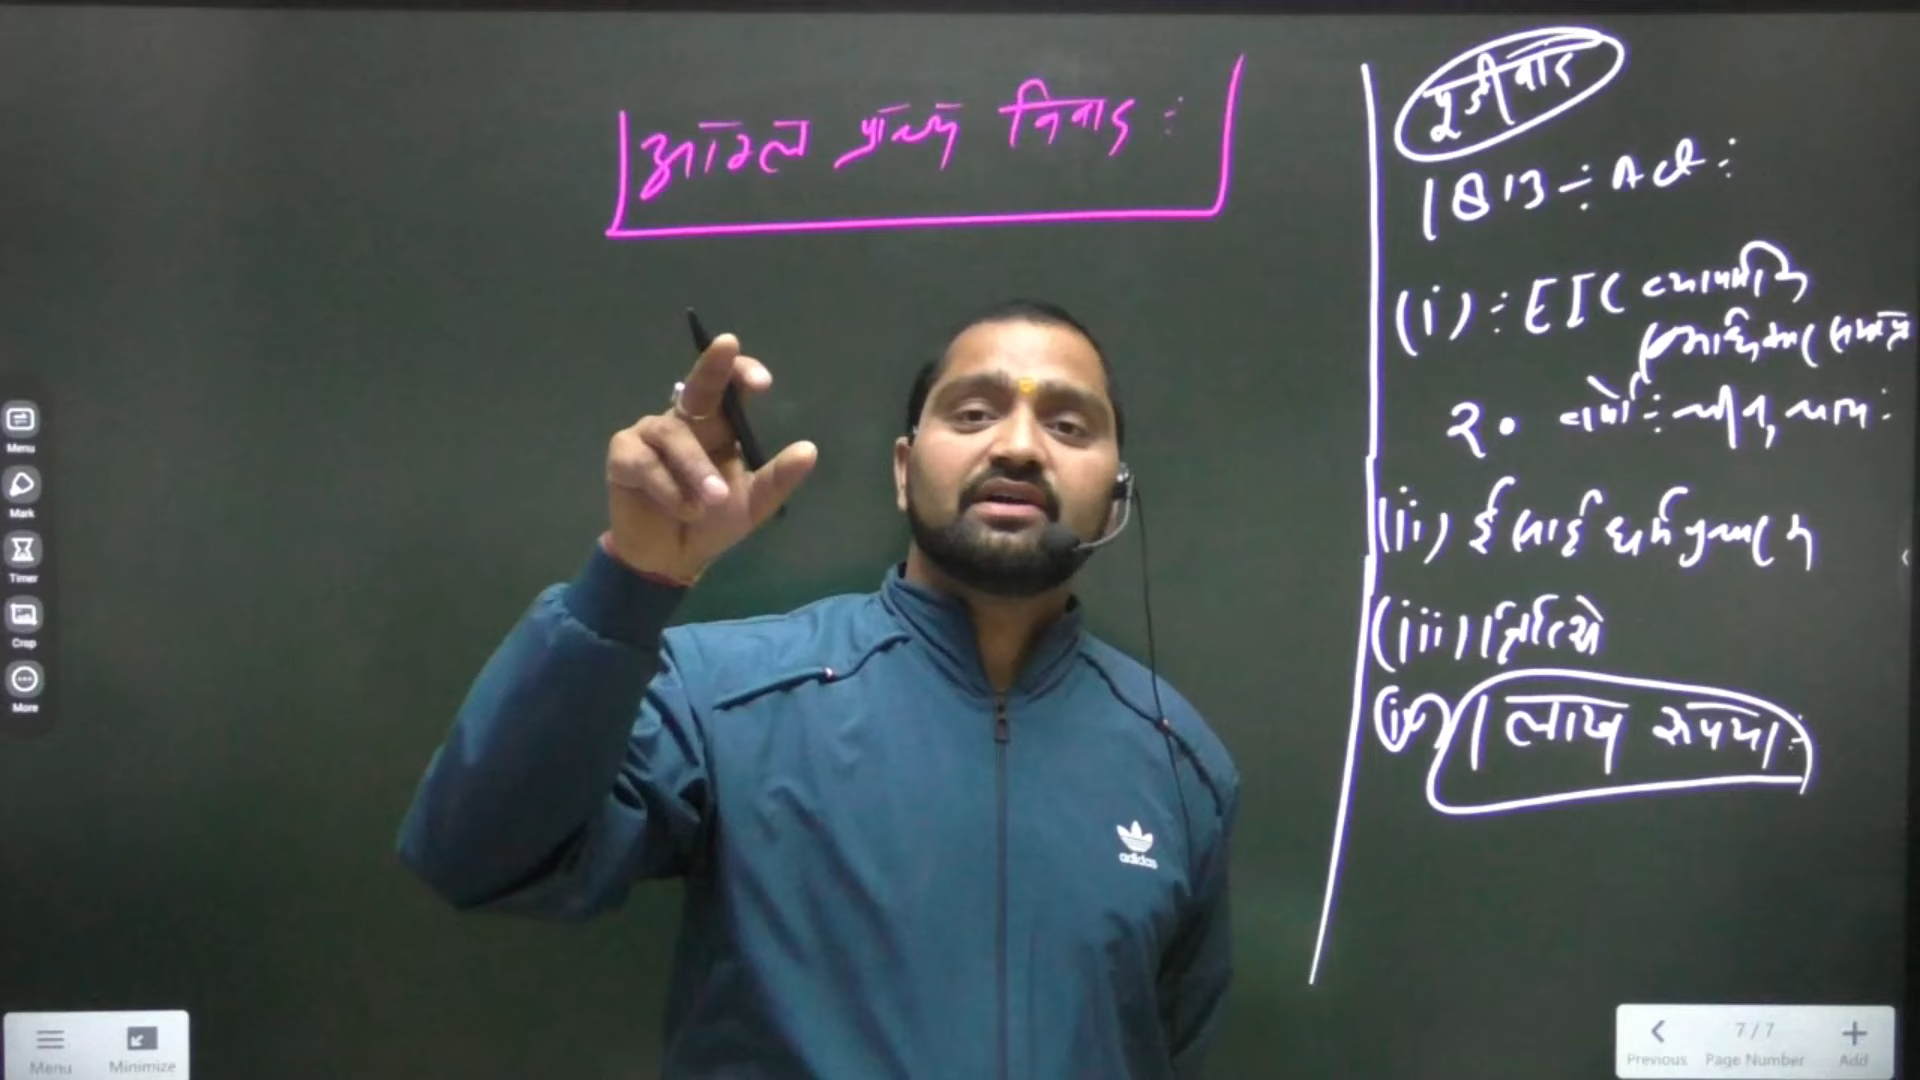 आंग्ल प्राच्य विवाद :
पूंजीवाद
1813 ÷ Act :
(i) ÷ EIC व्यापारिक
एकाधिकार समाप्त
20 वर्षों ÷ चीन, चाय :
(ii) ईसाई धर्म प्रचारक
(iii)
(iv) 1 लाख रुपया :
adidas
Menu
Mark
Timer
Crop
More
Menu
Minimize
Previous
7 / 7
Page Number
Add